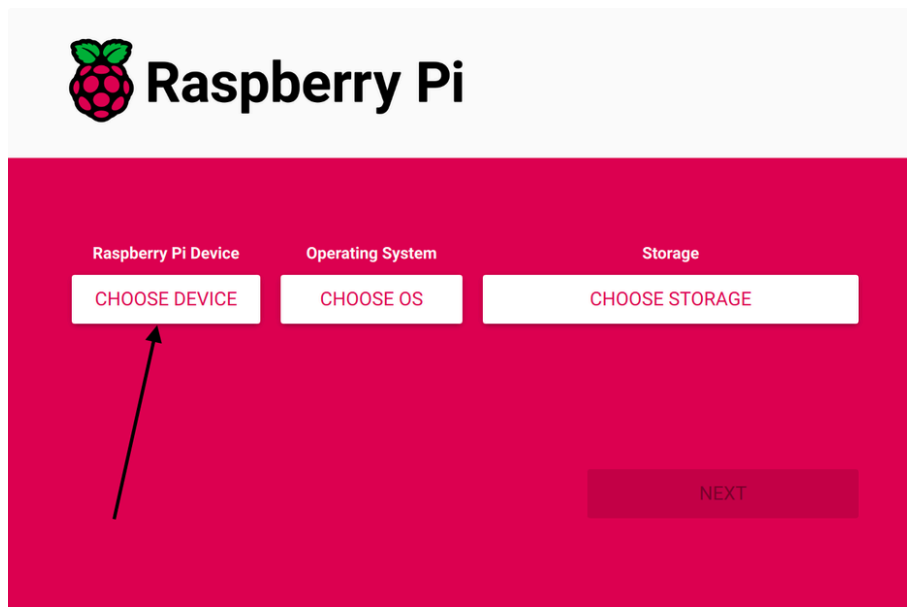 Raspberry Pi
Raspberry Pi Device
Operating System
Storage
CHOOSE DEVICE
CHOOSE OS
CHOOSE STORAGE
NEXT